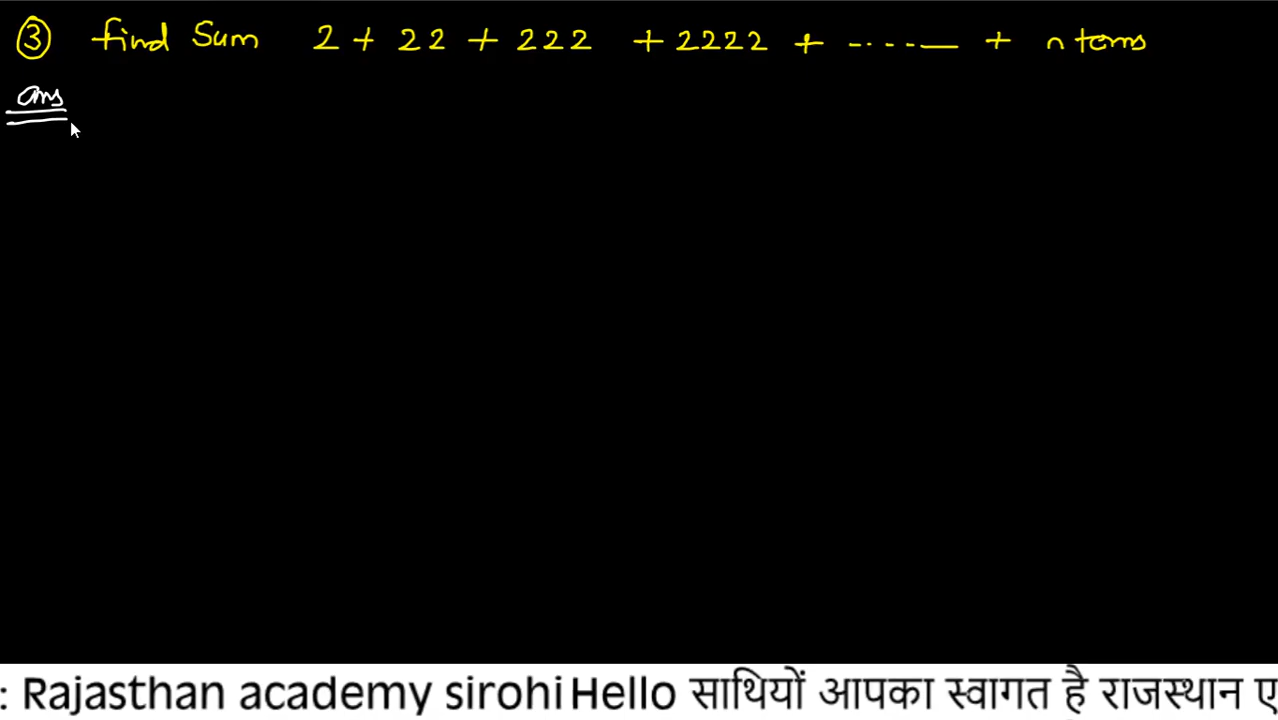 ③ find Sum 2 + 22 + 222 + 2222 + ------ + n terms
ans
: Rajasthan academy sirohi Hello साथियों आपका स्वागत है राजस्थान ए